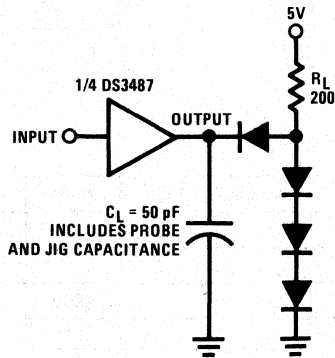 5V
R_L
200
1/4 DS3487
OUTPUT
INPUT
C_L = 50 pF
INCLUDES PROBE
AND JIG CAPACITANCE